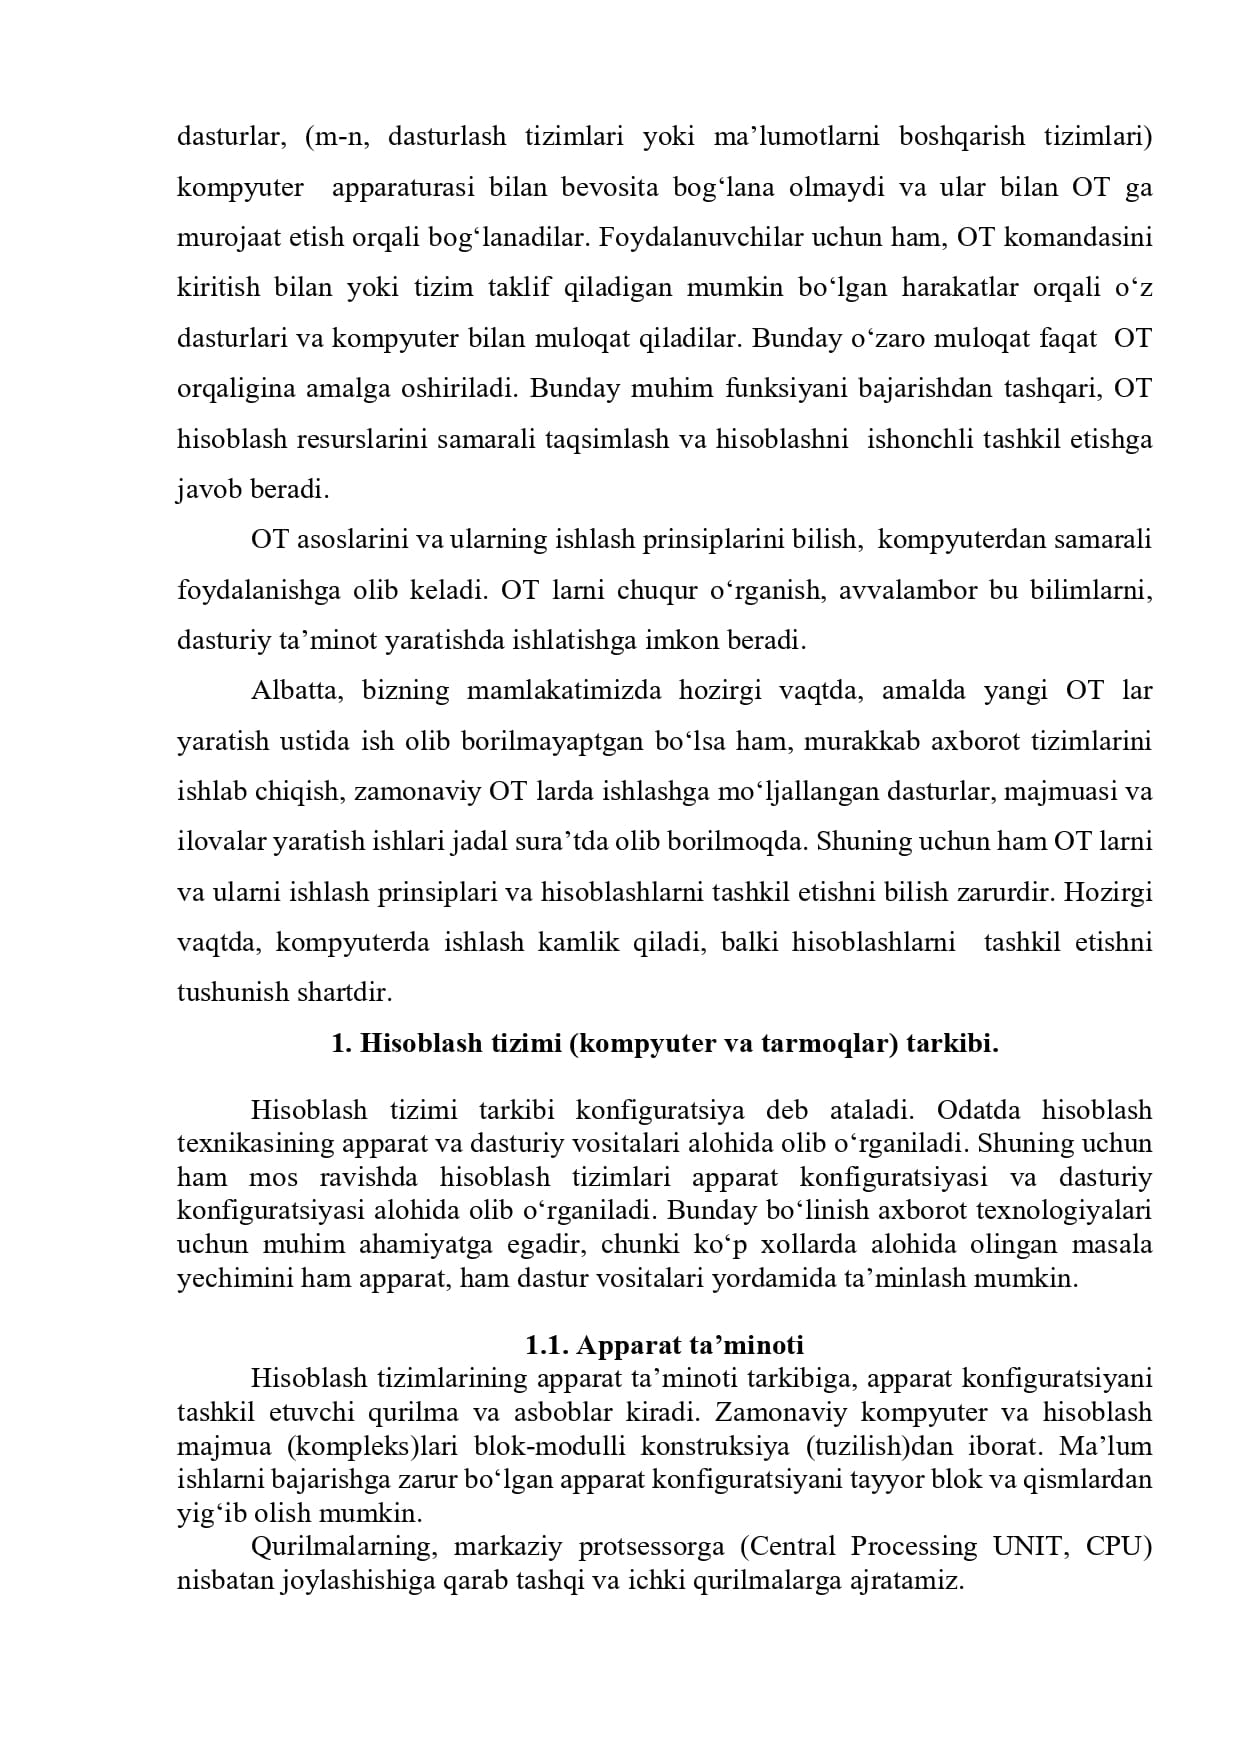 dasturlar, (m-n, dasturlash tizimlari yoki ma’lumotlarni boshqarish tizimlari)
kompyuter apparaturasi bilan bevosita bog‘lana olmaydi va ular bilan OT ga
murojaat etish orqali bog‘lanadilar. Foydalanuvchilar uchun ham, OT komandasini
kiritish bilan yoki tizim taklif qiladigan mumkin bo‘lgan harakatlar orqali o‘z
dasturlari va kompyuter bilan muloqat qiladilar. Bunday o‘zaro muloqat faqat OT
orqaligina amalga oshiriladi. Bunday muhim funksiyani bajarishdan tashqari, OT
hisoblash resurslarini samarali taqsimlash va hisoblashni ishonchli tashkil etishga
javob beradi.
OT asoslarini va ularning ishlash prinsiplarini bilish, kompyuterdan samarali
foydalanishga olib keladi. OT larni chuqur o‘rganish, avvalambor bu bilimlarni,
dasturiy ta’minot yaratishda ishlatishga imkon beradi.
Albatta, bizning mamlakatimizda hozirgi vaqtda, amalda yangi OT lar
yaratish ustida ish olib borilmayaptgan bo‘lsa ham, murakkab axborot tizimlarini
ishlab chiqish, zamonaviy OT larda ishlashga mo‘ljallangan dasturlar, majmuasi va
ilovalar yaratish ishlari jadal sura’tda olib borilmoqda. Shuning uchun ham OT larni
va ularni ishlash prinsiplari va hisoblashlarni tashkil etishni bilish zarurdir. Hozirgi
vaqtda, kompyuterda ishlash kamlik qiladi, balki hisoblashlarni tashkil etishni
tushunish shartdir.
1. Hisoblash tizimi (kompyuter va tarmoqlar) tarkibi.
Hisoblash tizimi tarkibi konfiguratsiya deb ataladi. Odatda hisoblash
texnikasining apparat va dasturiy vositalari alohida olib o‘rganiladi. Shuning uchun
ham mos ravishda hisoblash tizimlari apparat konfiguratsiyasi va dasturiy
konfiguratsiyasi alohida olib o‘rganiladi. Bunday bo‘linish axborot texnologiyalari
uchun muhim ahamiyatga egadir, chunki ko‘p xollarda alohida olingan masala
yechimini ham apparat, ham dastur vositalari yordamida ta’minlash mumkin.
1.1. Apparat ta’minoti
Hisoblash tizimlarining apparat ta’minoti tarkibiga, apparat konfiguratsiyani
tashkil etuvchi qurilma va asboblar kiradi. Zamonaviy kompyuter va hisoblash
majmua (kompleks)lari blok-modulli konstruksiya (tuzilish)dan iborat. Ma’lum
ishlarni bajarishga zarur bo‘lgan apparat konfiguratsiyani tayyor blok va qismlardan
yig‘ib olish mumkin.
Qurilmalarning, markaziy protsessorga (Central Processing UNIT, CPU)
nisbatan joylashishiga qarab tashqi va ichki qurilmalarga ajratamiz.